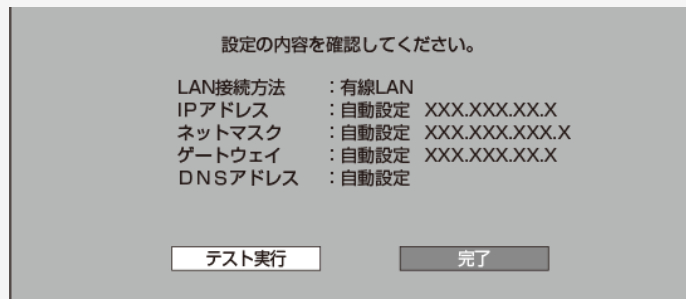 設定の内容を確認してください。
LAN接続方法 ：有線LAN
IPアドレス ：自動設定 XXX.XXX.XX.X
ネットマスク ：自動設定 XXX.XXX.XXX.X
ゲートウェイ ：自動設定 XXX.XXX.XX.X
ＤＮＳアドレス ：自動設定
テスト実行 完了